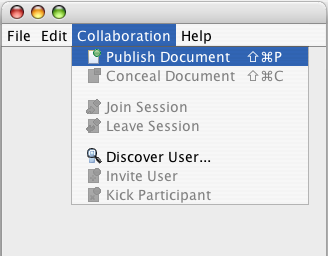 File Edit Collaboration Help
Publish Document ⇧⌘P
Conceal Document ⇧⌘C
Join Session
Leave Session
Discover User...
Invite User
Kick Participant